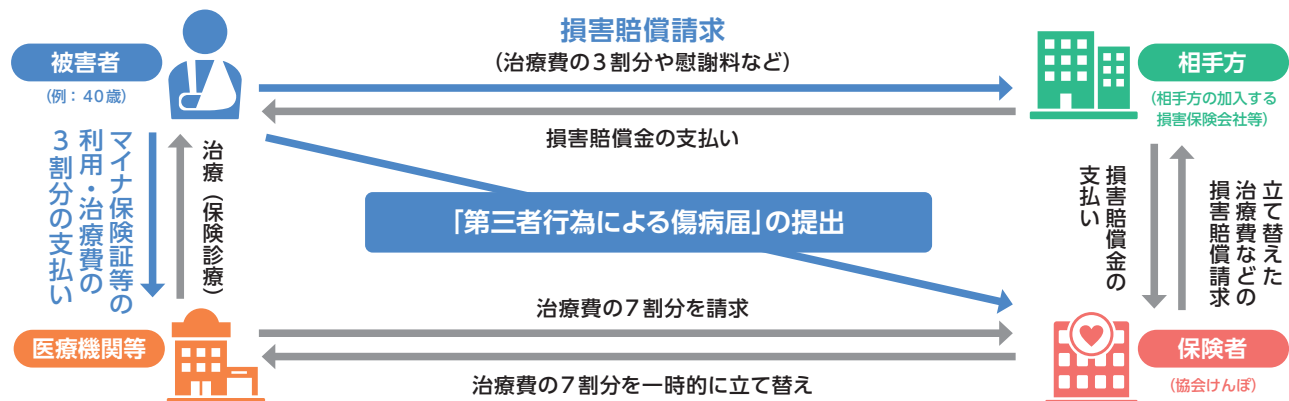 損害賠償請求
(治療費の3割分や慰謝料など)
被害者
(例：40歳)
相手方
(相手方の加入する
損害保険会社等)
損害賠償金の支払い
マイナ保険証等の
利用・治療費の
3割分の支払い
治療(保険診療)
「第三者行為による傷病届」の提出
損害賠償金の
支払い
立て替えた
治療費などの
損害賠償請求
治療費の7割分を請求
医療機関等
保険者
(協会けんぽ)
治療費の7割分を一時的に立て替え